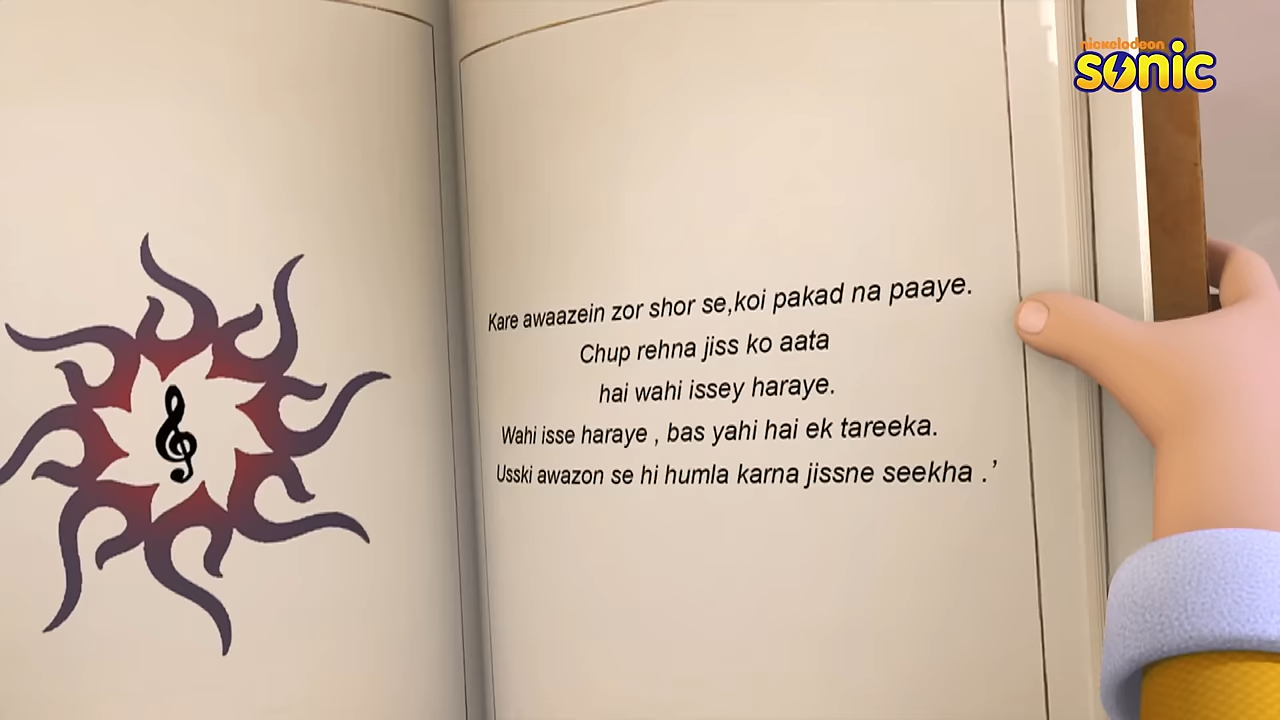 nickelodeon
sonic
Kare awaazein zor shor se,koi pakad na paaye.
Chup rehna jiss ko aata
hai wahi issey haraye.
Wahi isse haraye , bas yahi hai ek tareeka.
Usski awazon se hi humla karna jissne seekha .’